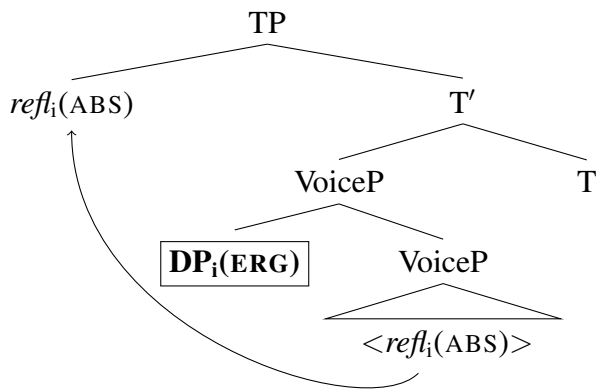 TP
refl_i(ABS) T′
VoiceP T
DP_i(ERG) VoiceP
<refl_i(ABS)>